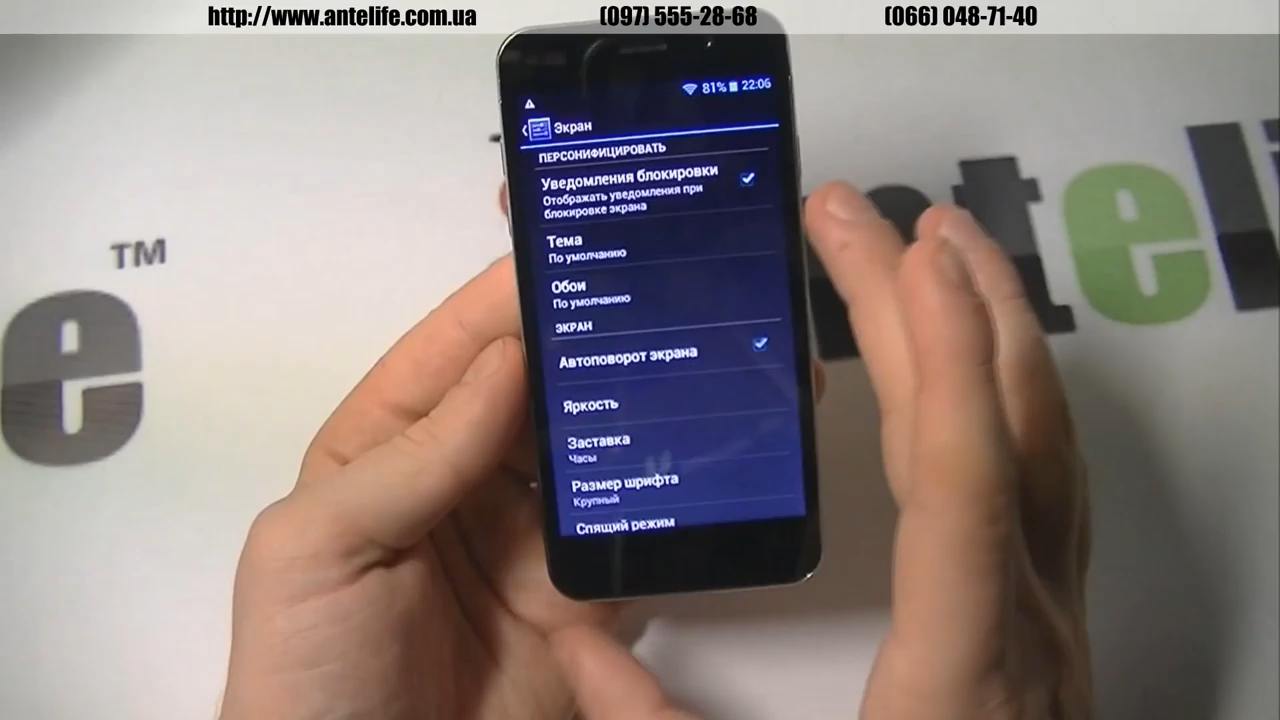 http://www.antelife.com.ua (097) 555-28-68 (066) 048-71-40
81% 22:06
Экран
ПЕРСОНИФИЦИРОВАТЬ
Уведомления блокировки
Отображать уведомления при
блокировке экрана
Тема
По умолчанию
Обои
По умолчанию
ЭКРАН
Автоповорот экрана
Яркость
Заставка
Часы
Размер шрифта
Крупный
Спящий режим
TM
e
nteli